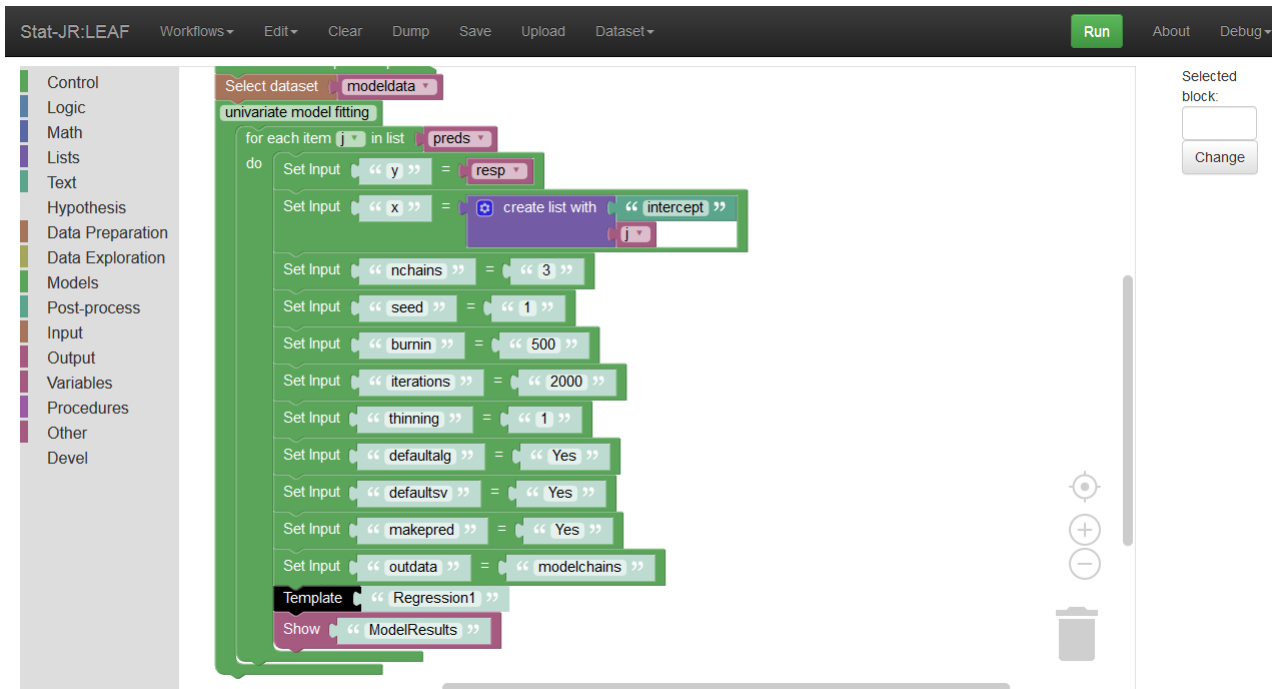 Stat-JR:LEAF Workflows Edit Clear Dump Save Upload Dataset Run About Debug
Control
Logic
Math
Lists
Text
Hypothesis
Data Preparation
Data Exploration
Models
Post-process
Input
Output
Variables
Procedures
Other
Devel
Select dataset modeldata
univariate model fitting
for each item j in list preds
do
Set Input “ y ” = resp
Set Input “ x ” = create list with “ intercept ”
j
Set Input “ nchains ” = “ 3 ”
Set Input “ seed ” = “ 1 ”
Set Input “ burnin ” = “ 500 ”
Set Input “ iterations ” = “ 2000 ”
Set Input “ thinning ” = “ 1 ”
Set Input “ defaultalg ” = “ Yes ”
Set Input “ defaultsv ” = “ Yes ”
Set Input “ makepred ” = “ Yes ”
Set Input “ outdata ” = “ modelchains ”
Template “ Regression1 ”
Show “ ModelResults ”
Selected
block:
Change